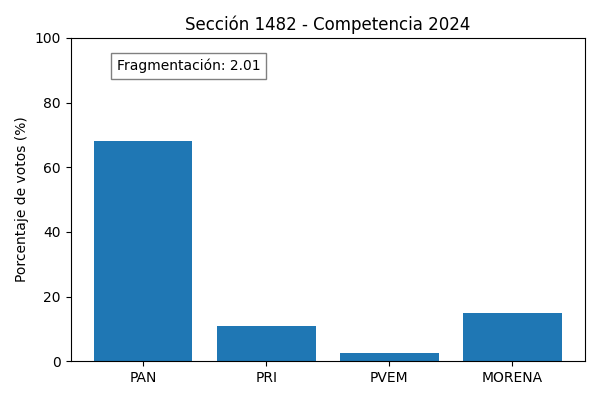 Sección 1482 - Competencia 2024
Fragmentación: 2.01
Porcentaje de votos (%)
100
80
60
40
20
0
PAN PRI PVEM MORENA